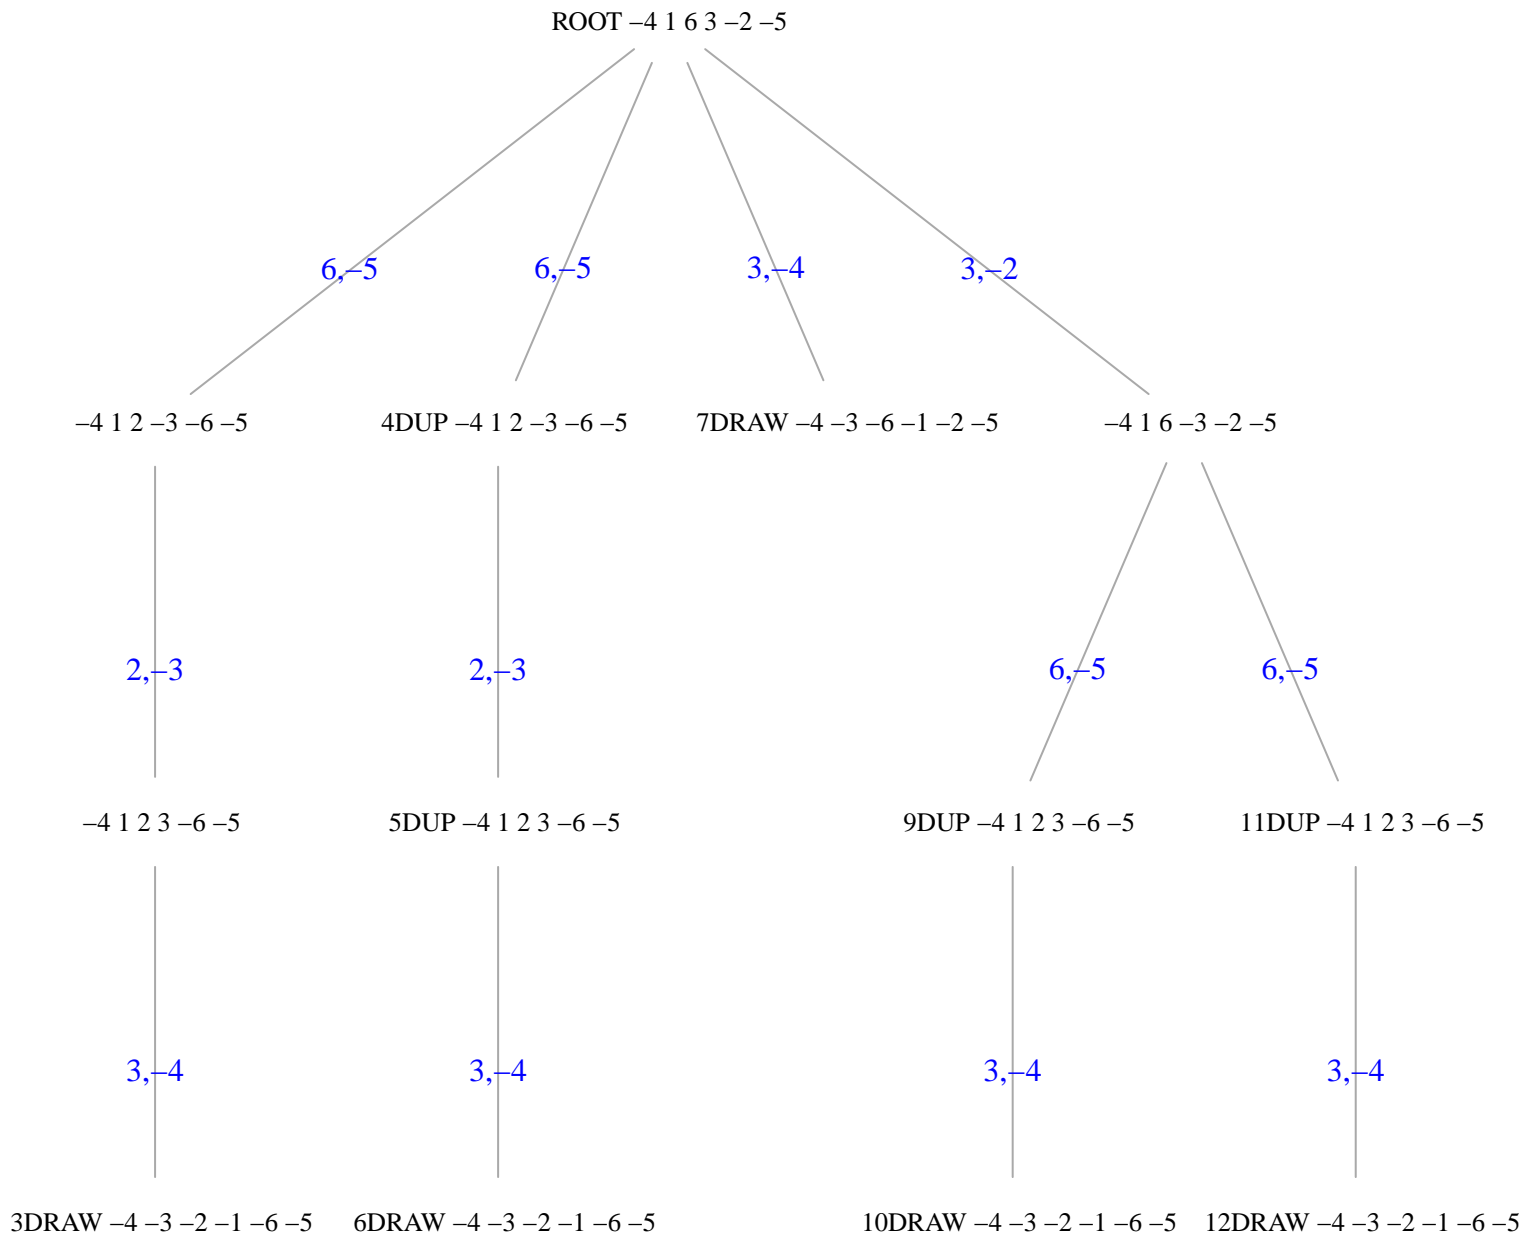 ROOT –4 1 6 3 –2 –5
6,–5 6,–5 3,–4 3,–2
–4 1 2 –3 –6 –5 4DUP –4 1 2 –3 –6 –5 7DRAW –4 –3 –6 –1 –2 –5 –4 1 6 –3 –2 –5
2,–3 2,–3 6,–5 6,–5
–4 1 2 3 –6 –5 5DUP –4 1 2 3 –6 –5 9DUP –4 1 2 3 –6 –5 11DUP –4 1 2 3 –6 –5
3,–4 3,–4 3,–4 3,–4
3DRAW –4 –3 –2 –1 –6 –5 6DRAW –4 –3 –2 –1 –6 –5 10DRAW –4 –3 –2 –1 –6 –5 12DRAW –4 –3 –2 –1 –6 –5